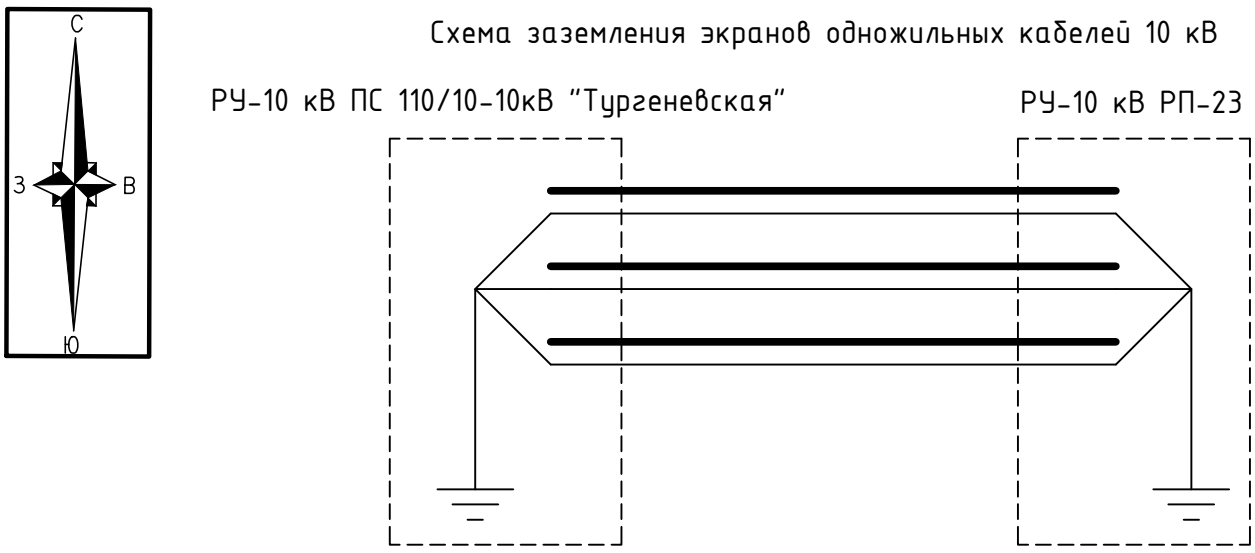 С
З
В
Ю
Схема заземления экранов одножильных кабелей 10 кВ
РУ-10 кВ ПС 110/10-10кВ "Тургеневская"
РУ-10 кВ РП-23